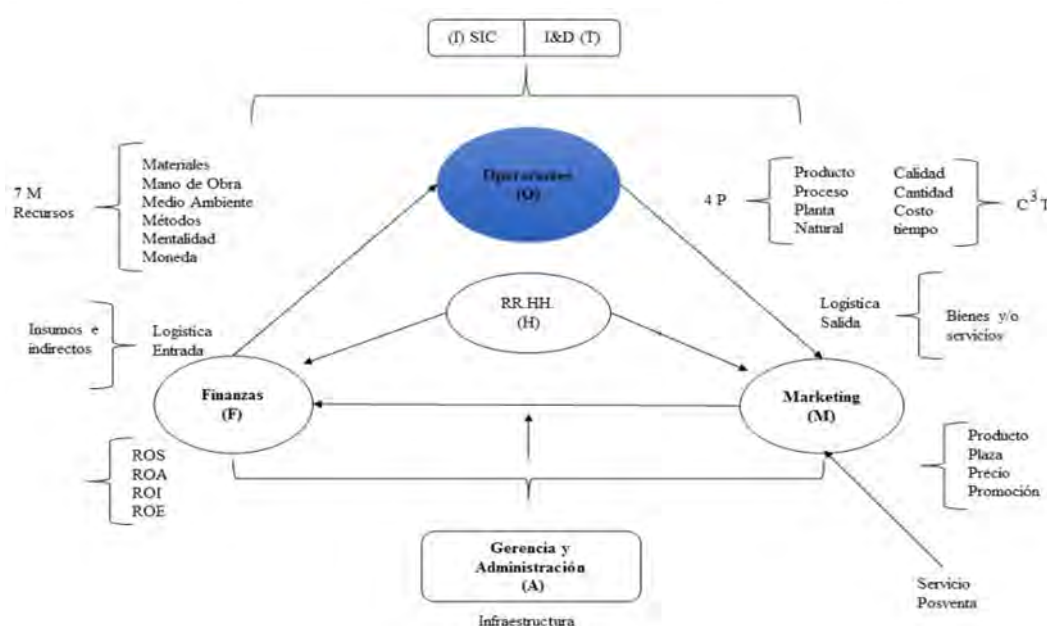 (I) SIC
I&D (T)
Operaciones
(O)
7 M
Recursos
Materiales
Mano de Obra
Medio Ambiente
Métodos
Mentalidad
Moneda
4 P
Producto
Proceso
Planta
Natural
Calidad
Cantidad
Costo
tiempo
C³T
RR.HH.
(H)
Insumos e
indirectos
Logística
Entrada
Logística
Salida
Bienes y/o
servicios
Finanzas
(F)
Marketing
(M)
ROS
ROA
ROI
ROE
Producto
Plaza
Precio
Promoción
Gerencia y
Administración
(A)
Infraestructura
Servicio
Posventa